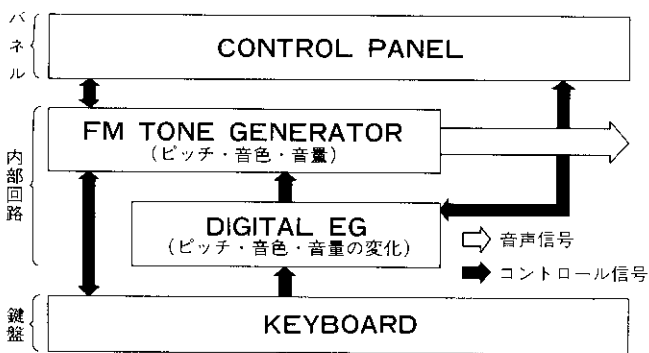 パネル
CONTROL PANEL
内部回路
FM TONE GENERATOR
(ピッチ・音色・音量)
DIGITAL EG
(ピッチ・音色・音量の変化)
音声信号
コントロール信号
鍵盤
KEYBOARD